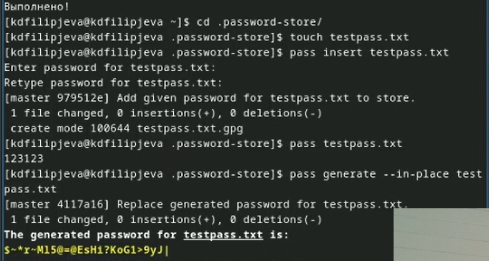 Выполнено!
[kdfilipjeva@kdfilipjeva ~]$ cd .password-store/
[kdfilipjeva@kdfilipjeva .password-store]$ touch testpass.txt
[kdfilipjeva@kdfilipjeva .password-store]$ pass insert testpass.txt
Enter password for testpass.txt:
Retype password for testpass.txt:
[master 979512e] Add given password for testpass.txt to store.
 1 file changed, 0 insertions(+), 0 deletions(-)
 create mode 100644 testpass.txt.gpg
[kdfilipjeva@kdfilipjeva .password-store]$ pass testpass.txt
123123
[kdfilipjeva@kdfilipjeva .password-store]$ pass generate --in-place test
pass.txt
[master 4117a16] Replace generated password for testpass.txt.
 1 file changed, 0 insertions(+), 0 deletions(-)
The generated password for testpass.txt is:
$~*r~Ml5@=@EsHi?KoG1>9yJ|